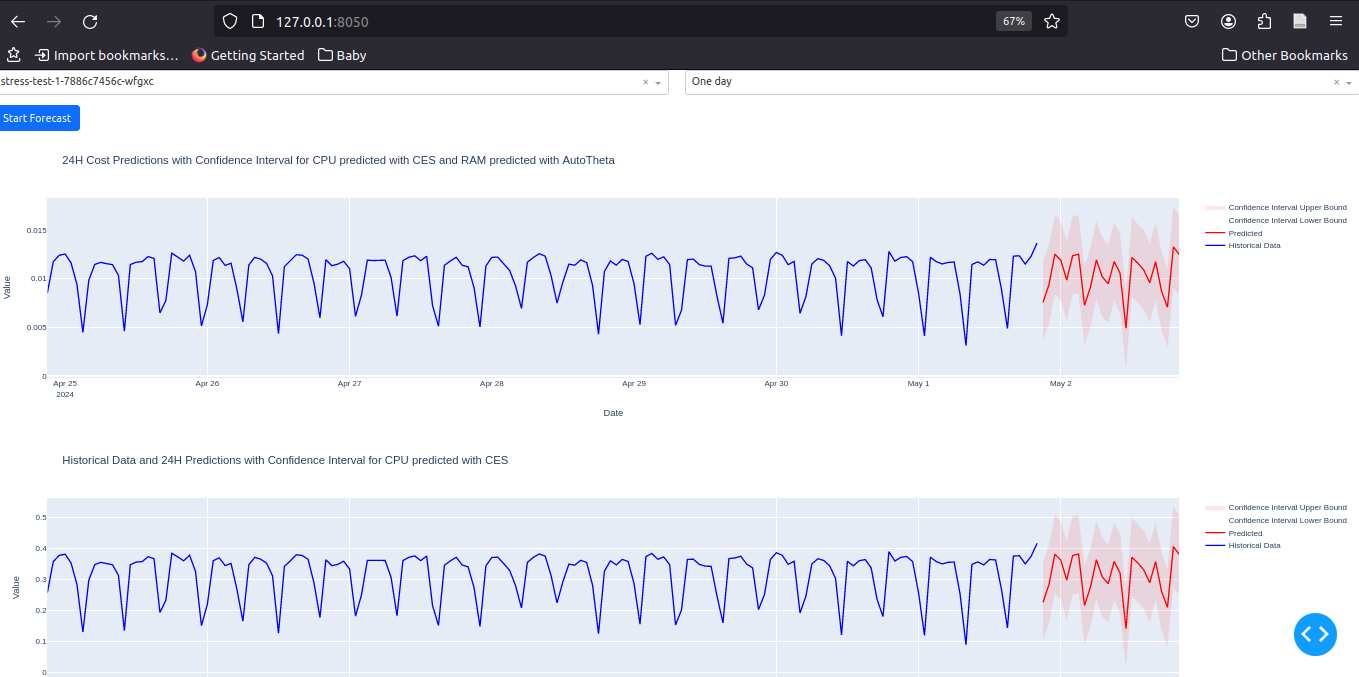 127.0.0.1:8050
67%
Import bookmarks…
Getting Started
Baby
Other Bookmarks
stress-test-1-7886c7456c-wfgxc
One day
Start Forecast
24H Cost Predictions with Confidence Interval for CPU predicted with CES and RAM predicted with AutoTheta
Confidence Interval Upper Bound
Confidence Interval Lower Bound
Predicted
Historical Data
Value
0.015
0.01
0.005
0
Apr 25
2024
Apr 26
Apr 27
Apr 28
Apr 29
Apr 30
May 1
May 2
Date
Historical Data and 24H Predictions with Confidence Interval for CPU predicted with CES
Confidence Interval Upper Bound
Confidence Interval Lower Bound
Predicted
Historical Data
Value
0.5
0.4
0.3
0.2
0.1
0